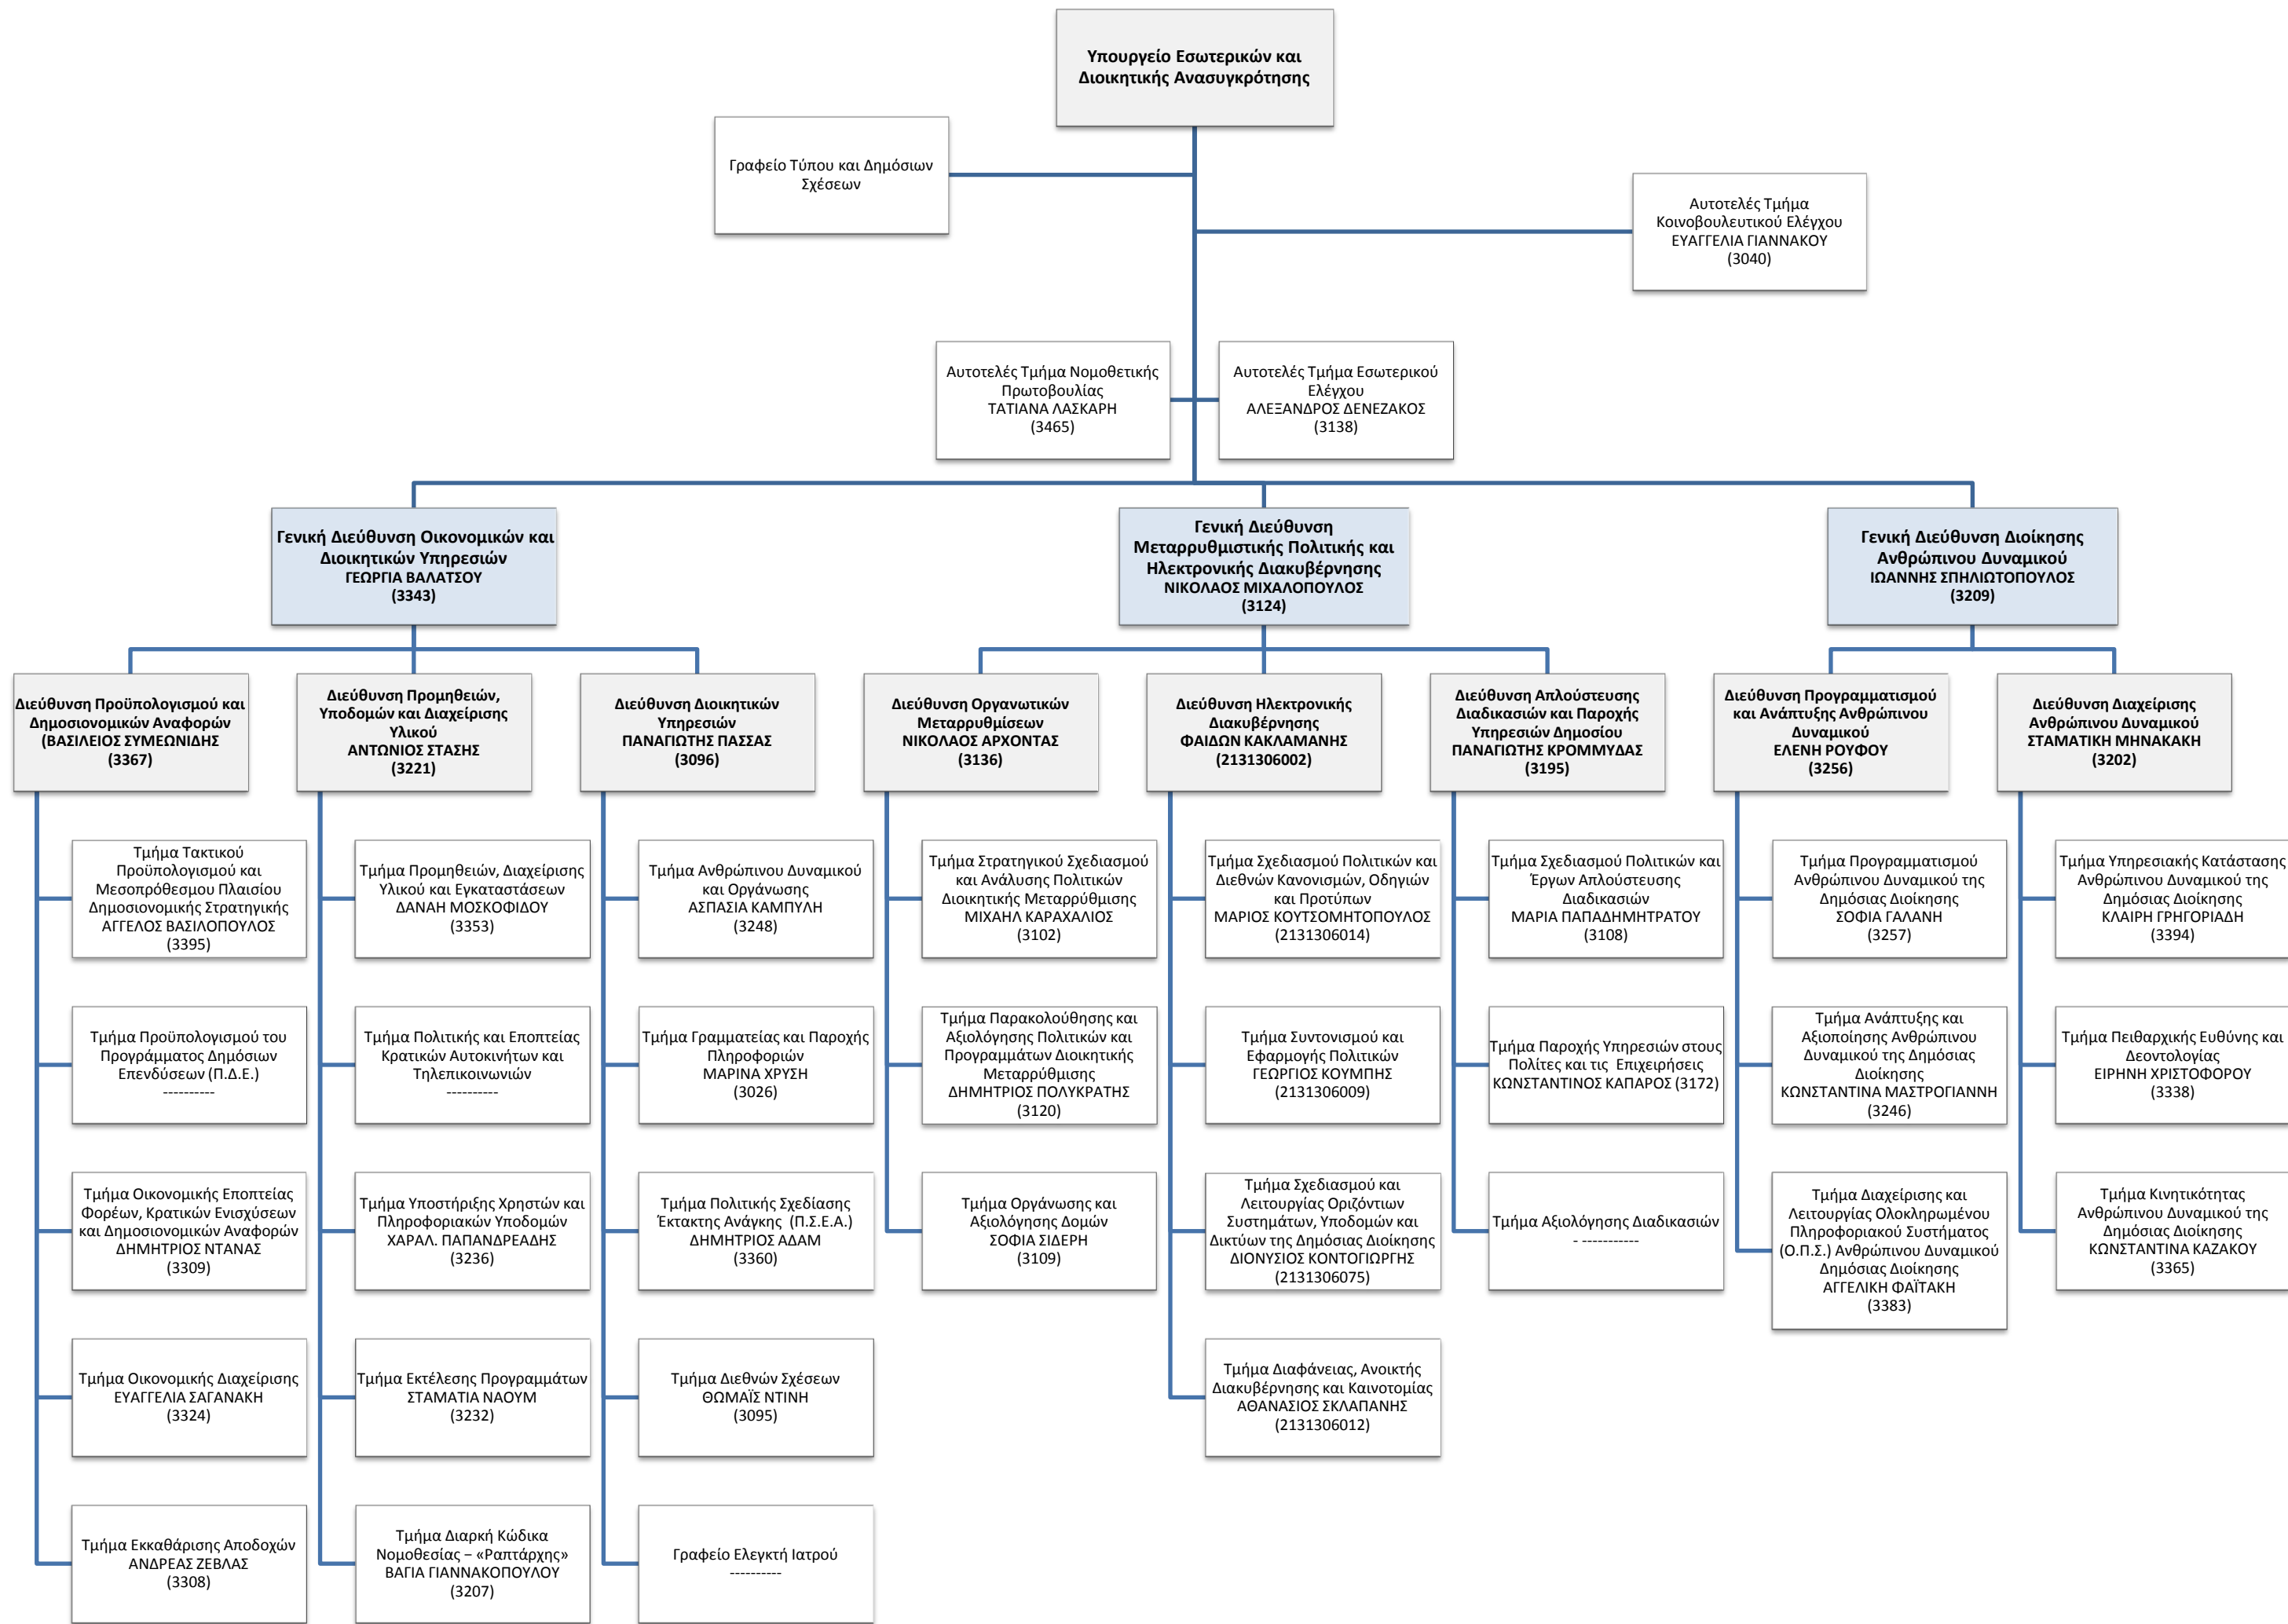 Υπουργείο Εσωτερικών και
Διοικητικής Ανασυγκρότησης
Γραφείο Τύπου και Δημόσιων
Σχέσεων
Αυτοτελές Τμήμα
Κοινοβουλευτικού Ελέγχου
ΕΥΑΓΓΕΛΙΑ ΓΙΑΝΝΑΚΟΥ
(3040)
Αυτοτελές Τμήμα Νομοθετικής
Πρωτοβουλίας
ΤΑΤΙΑΝΑ ΛΑΣΚΑΡΗ
(3465)
Αυτοτελές Τμήμα Εσωτερικού
Ελέγχου
ΑΛΕΞΑΝΔΡΟΣ ΔΕΝΕΖΑΚΟΣ
(3138)
Γενική Διεύθυνση Οικονομικών και
Διοικητικών Υπηρεσιών
ΓΕΩΡΓΙΑ ΒΑΛΑΤΣΟΥ
(3343)
Γενική Διεύθυνση
Μεταρρυθμιστικής Πολιτικής και
Ηλεκτρονικής Διακυβέρνησης
ΝΙΚΟΛΑΟΣ ΜΙΧΑΛΟΠΟΥΛΟΣ
(3124)
Γενική Διεύθυνση Διοίκησης
Ανθρώπινου Δυναμικού
ΙΩΑΝΝΗΣ ΣΠΗΛΙΩΤΟΠΟΥΛΟΣ
(3209)
Διεύθυνση Προϋπολογισμού και
Δημοσιονομικών Αναφορών
(ΒΑΣΙΛΕΙΟΣ ΣΥΜΕΩΝΙΔΗΣ
(3367)
Διεύθυνση Προμηθειών,
Υποδομών και Διαχείρισης
Υλικού
ΑΝΤΩΝΙΟΣ ΣΤΑΣΗΣ
(3221)
Διεύθυνση Διοικητικών
Υπηρεσιών
ΠΑΝΑΓΙΩΤΗΣ ΠΑΣΣΑΣ
(3096)
Διεύθυνση Οργανωτικών
Μεταρρυθμίσεων
ΝΙΚΟΛΑΟΣ ΑΡΧΟΝΤΑΣ
(3136)
Διεύθυνση Ηλεκτρονικής
Διακυβέρνησης
ΦΑΙΔΩΝ ΚΑΚΛΑΜΑΝΗΣ
(2131306002)
Διεύθυνση Απλούστευσης
Διαδικασιών και Παροχής
Υπηρεσιών Δημοσίου
ΠΑΝΑΓΙΩΤΗΣ ΚΡΟΜΜΥΔΑΣ
(3195)
Διεύθυνση Προγραμματισμού
και Ανάπτυξης Ανθρώπινου
Δυναμικού
ΕΛΕΝΗ ΡΟΥΦΟΥ
(3256)
Διεύθυνση Διαχείρισης
Ανθρώπινου Δυναμικού
ΣΤΑΜΑΤΙΚΗ ΜΗΝΑΚΑΚΗ
(3202)
Τμήμα Τακτικού
Προϋπολογισμού και
Μεσοπρόθεσμου Πλαισίου
Δημοσιονομικής Στρατηγικής
ΑΓΓΕΛΟΣ ΒΑΣΙΛΟΠΟΥΛΟΣ
(3395)
Τμήμα Προμηθειών, Διαχείρισης
Υλικού και Εγκαταστάσεων
ΔΑΝΑΗ ΜΟΣΚΟΦΙΔΟΥ
(3353)
Τμήμα Ανθρώπινου Δυναμικού
και Οργάνωσης
ΑΣΠΑΣΙΑ ΚΑΜΠΥΛΗ
(3248)
Τμήμα Στρατηγικού Σχεδιασμού
και Ανάλυσης Πολιτικών
Διοικητικής Μεταρρύθμισης
ΜΙΧΑΗΛ ΚΑΡΑΧΑΛΙΟΣ
(3102)
Τμήμα Σχεδιασμού Πολιτικών και
Διεθνών Κανονισμών, Οδηγιών
και Προτύπων
ΜΑΡΙΟΣ ΚΟΥΤΣΟΜΗΤΟΠΟΥΛΟΣ
(2131306014)
Τμήμα Σχεδιασμού Πολιτικών και
Έργων Απλούστευσης
Διαδικασιών
ΜΑΡΙΑ ΠΑΠΑΔΗΜΗΤΡΑΤΟΥ
(3108)
Τμήμα Προγραμματισμού
Ανθρώπινου Δυναμικού της
Δημόσιας Διοίκησης
ΣΟΦΙΑ ΓΑΛΑΝΗ
(3257)
Τμήμα Υπηρεσιακής Κατάστασης
Ανθρώπινου Δυναμικού της
Δημόσιας Διοίκησης
ΚΛΑΙΡΗ ΓΡΗΓΟΡΙΑΔΗ
(3394)
Τμήμα Προϋπολογισμού του
Προγράμματος Δημόσιων
Επενδύσεων (Π.Δ.Ε.)
----------
Τμήμα Πολιτικής και Εποπτείας
Κρατικών Αυτοκινήτων και
Τηλεπικοινωνιών
----------
Τμήμα Γραμματείας και Παροχής
Πληροφοριών
ΜΑΡΙΝΑ ΧΡΥΣΗ
(3026)
Τμήμα Παρακολούθησης και
Αξιολόγησης Πολιτικών και
Προγραμμάτων Διοικητικής
Μεταρρύθμισης
ΔΗΜΗΤΡΙΟΣ ΠΟΛΥΚΡΑΤΗΣ
(3120)
Τμήμα Συντονισμού και
Εφαρμογής Πολιτικών
ΓΕΩΡΓΙΟΣ ΚΟΥΜΠΗΣ
(2131306009)
Τμήμα Παροχής Υπηρεσιών στους
Πολίτες και τις Επιχειρήσεις
ΚΩΝΣΤΑΝΤΙΝΟΣ ΚΑΠΑΡΟΣ (3172)
Τμήμα Ανάπτυξης και
Αξιοποίησης Ανθρώπινου
Δυναμικού της Δημόσιας
Διοίκησης
ΚΩΝΣΤΑΝΤΙΝΑ ΜΑΣΤΡΟΓΙΑΝΝΗ
(3246)
Τμήμα Πειθαρχικής Ευθύνης και
Δεοντολογίας
ΕΙΡΗΝΗ ΧΡΙΣΤΟΦΟΡΟΥ
(3338)
Τμήμα Οικονομικής Εποπτείας
Φορέων, Κρατικών Ενισχύσεων
και Δημοσιονομικών Αναφορών
ΔΗΜΗΤΡΙΟΣ ΝΤΑΝΑΣ
(3309)
Τμήμα Υποστήριξης Χρηστών και
Πληροφοριακών Υποδομών
ΧΑΡΑΛ. ΠΑΠΑΝΔΡΕΑΔΗΣ
(3236)
Τμήμα Πολιτικής Σχεδίασης
Έκτακτης Ανάγκης (Π.Σ.Ε.Α.)
ΔΗΜΗΤΡΙΟΣ ΑΔΑΜ
(3360)
Τμήμα Οργάνωσης και
Αξιολόγησης Δομών
ΣΟΦΙΑ ΣΙΔΕΡΗ
(3109)
Τμήμα Σχεδιασμού και
Λειτουργίας Οριζόντιων
Συστημάτων, Υποδομών και
Δικτύων της Δημόσιας Διοίκησης
ΔΙΟΝΥΣΙΟΣ ΚΟΝΤΟΓΙΩΡΓΗΣ
(2131306075)
Τμήμα Αξιολόγησης Διαδικασιών
- -----------
Τμήμα Διαχείρισης και
Λειτουργίας Ολοκληρωμένου
Πληροφοριακού Συστήματος
(Ο.Π.Σ.) Ανθρώπινου Δυναμικού
Δημόσιας Διοίκησης
ΑΓΓΕΛΙΚΗ ΦΑΪΤΑΚΗ
(3383)
Τμήμα Κινητικότητας
Ανθρώπινου Δυναμικού της
Δημόσιας Διοίκησης
ΚΩΝΣΤΑΝΤΙΝΑ ΚΑΖΑΚΟΥ
(3365)
Τμήμα Οικονομικής Διαχείρισης
ΕΥΑΓΓΕΛΙΑ ΣΑΓΑΝΑΚΗ
(3324)
Τμήμα Εκτέλεσης Προγραμμάτων
ΣΤΑΜΑΤΙΑ ΝΑΟΥΜ
(3232)
Τμήμα Διεθνών Σχέσεων
ΘΩΜΑΪΣ ΝΤΙΝΗ
(3095)
Τμήμα Διαφάνειας, Ανοικτής
Διακυβέρνησης και Καινοτομίας
ΑΘΑΝΑΣΙΟΣ ΣΚΛΑΠΑΝΗΣ
(2131306012)
Τμήμα Εκκαθάρισης Αποδοχών
ΑΝΔΡΕΑΣ ΖΕΒΛΑΣ
(3308)
Τμήμα Διαρκή Κώδικα
Νομοθεσίας – «Ραπτάρχης»
ΒΑΓΙΑ ΓΙΑΝΝΑΚΟΠΟΥΛΟΥ
(3207)
Γραφείο Ελεγκτή Ιατρού
----------